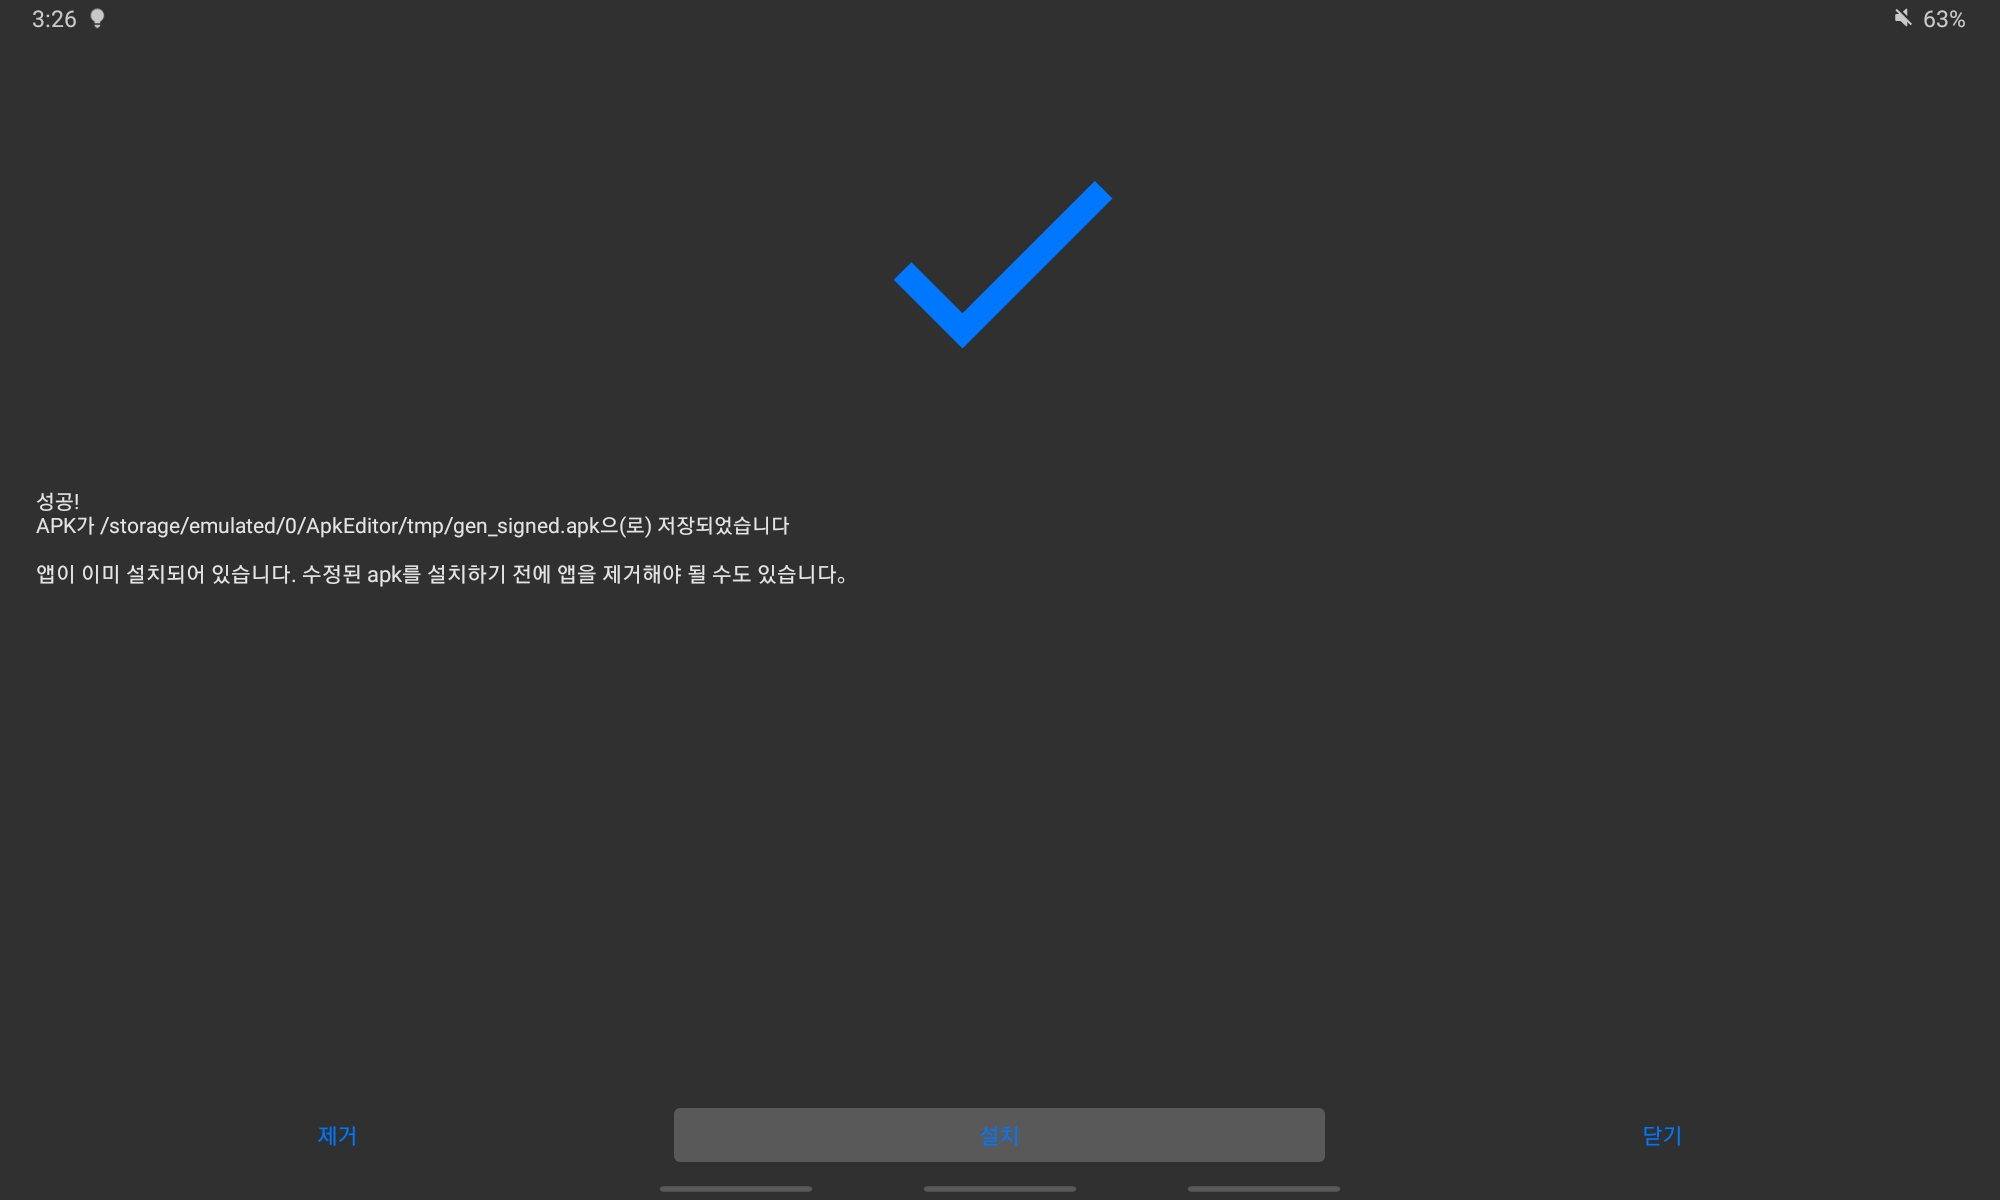 3:26
63%
성공!
APK가 /storage/emulated/0/ApkEditor/tmp/gen_signed.apk으(로) 저장되었습니다
앱이 이미 설치되어 있습니다. 수정된 apk를 설치하기 전에 앱을 제거해야 될 수도 있습니다。
제거
설치
닫기